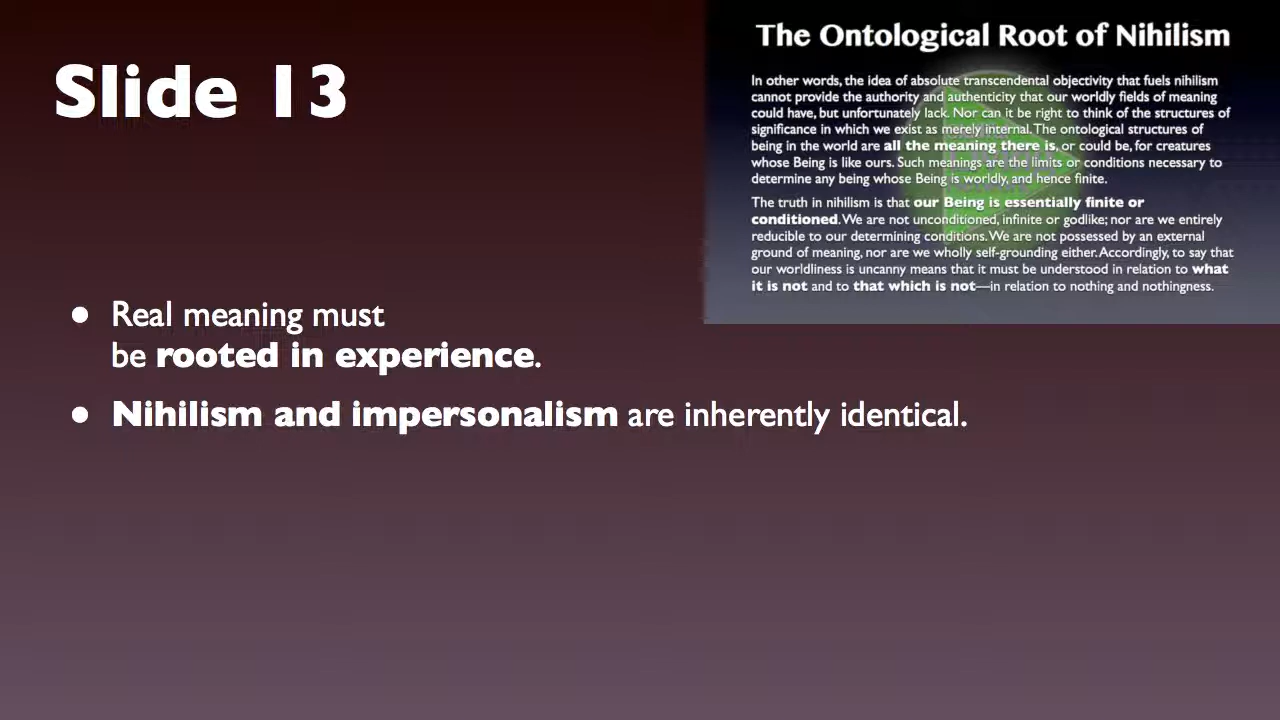 Slide 13
The Ontological Root of Nihilism
In other words, the idea of absolute transcendental objectivity that fuels nihilism
cannot provide the authority and authenticity that our worldly fields of meaning
could have, but unfortunately lack. Nor can it be right to think of the structures of
significance in which we exist as merely internal. The ontological structures of
being in the world are all the meaning there is, or could be, for creatures
whose Being is like ours. Such meanings are the limits or conditions necessary to
determine any being whose Being is worldly, and hence finite.
The truth in nihilism is that our Being is essentially finite or
conditioned. We are not unconditioned, infinite or godlike; nor are we entirely
reducible to our determining conditions. We are not possessed by an external
ground of meaning, nor are we wholly self-grounding either. Accordingly, to say that
our worldliness is uncanny means that it must be understood in relation to what
it is not and to that which is not—in relation to nothing and nothingness.
• Real meaning must
be rooted in experience.
• Nihilism and impersonalism are inherently identical.